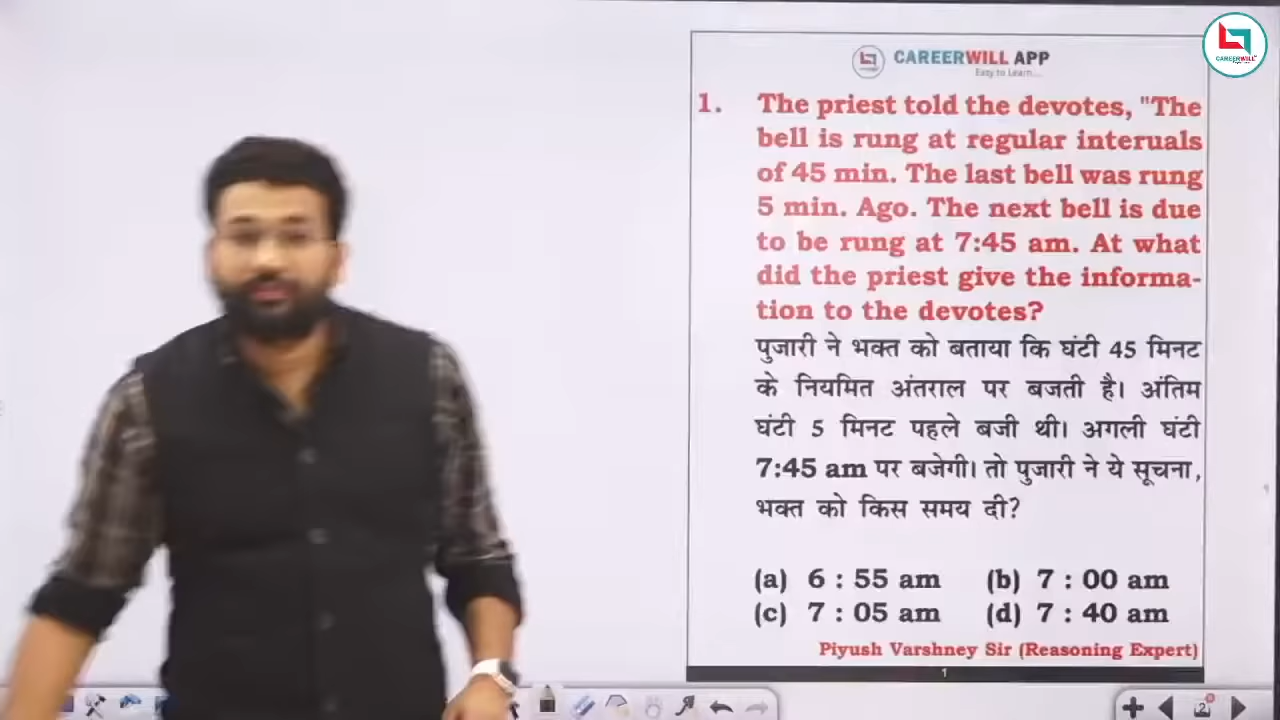 CAREERWILL
CAREERWILL APP
Easy to Learn...
1. The priest told the devotes, "The
bell is rung at regular interuals
of 45 min. The last bell was rung
5 min. Ago. The next bell is due
to be rung at 7:45 am. At what
did the priest give the informa-
tion to the devotes?
पुजारी ने भक्त को बताया कि घंटी 45 मिनट
के नियमित अंतराल पर बजती है। अंतिम
घंटी 5 मिनट पहले बजी थी। अगली घंटी
7:45 am पर बजेगी। तो पुजारी ने ये सूचना,
भक्त को किस समय दी?
(a) 6 : 55 am (b) 7 : 00 am
(c) 7 : 05 am (d) 7 : 40 am
Piyush Varshney Sir (Reasoning Expert)
1
2